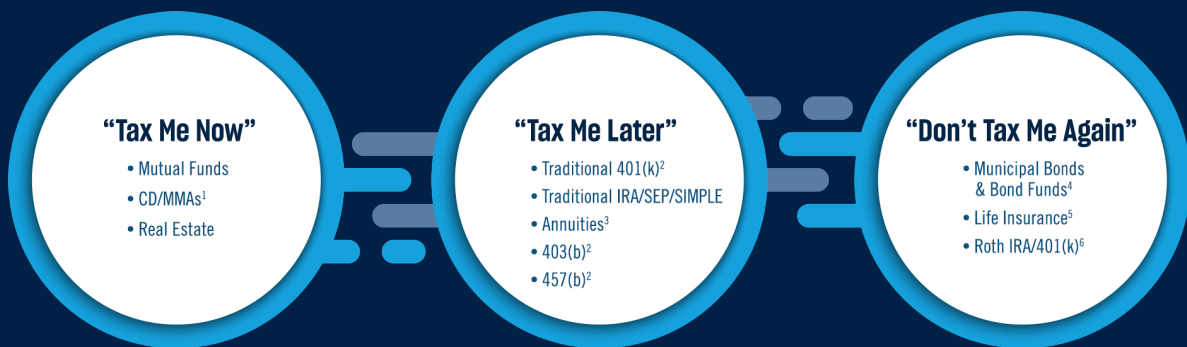 “Tax Me Now”
• Mutual Funds
• CD/MMAs¹
• Real Estate
“Tax Me Later”
• Traditional 401(k)²
• Traditional IRA/SEP/SIMPLE
• Annuities³
• 403(b)²
• 457(b)²
“Don’t Tax Me Again”
• Municipal Bonds
& Bond Funds⁴
• Life Insurance⁵
• Roth IRA/401(k)⁶